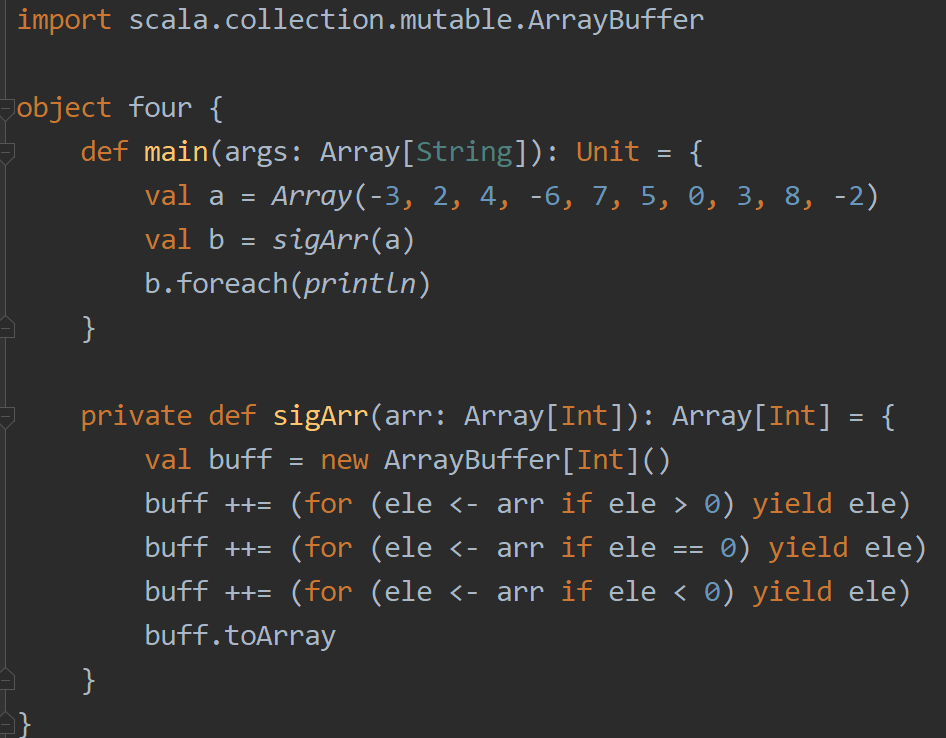 import scala.collection.mutable.ArrayBuffer
object four {
def main(args: Array[String]): Unit = {
val a = Array(-3, 2, 4, -6, 7, 5, 0, 3, 8, -2)
val b = sigArr(a)
b.foreach(println)
}
private def sigArr(arr: Array[Int]): Array[Int] = {
val buff = new ArrayBuffer[Int]()
buff ++= (for (ele <- arr if ele > 0) yield ele)
buff ++= (for (ele <- arr if ele == 0) yield ele)
buff ++= (for (ele <- arr if ele < 0) yield ele)
buff.toArray
}
}